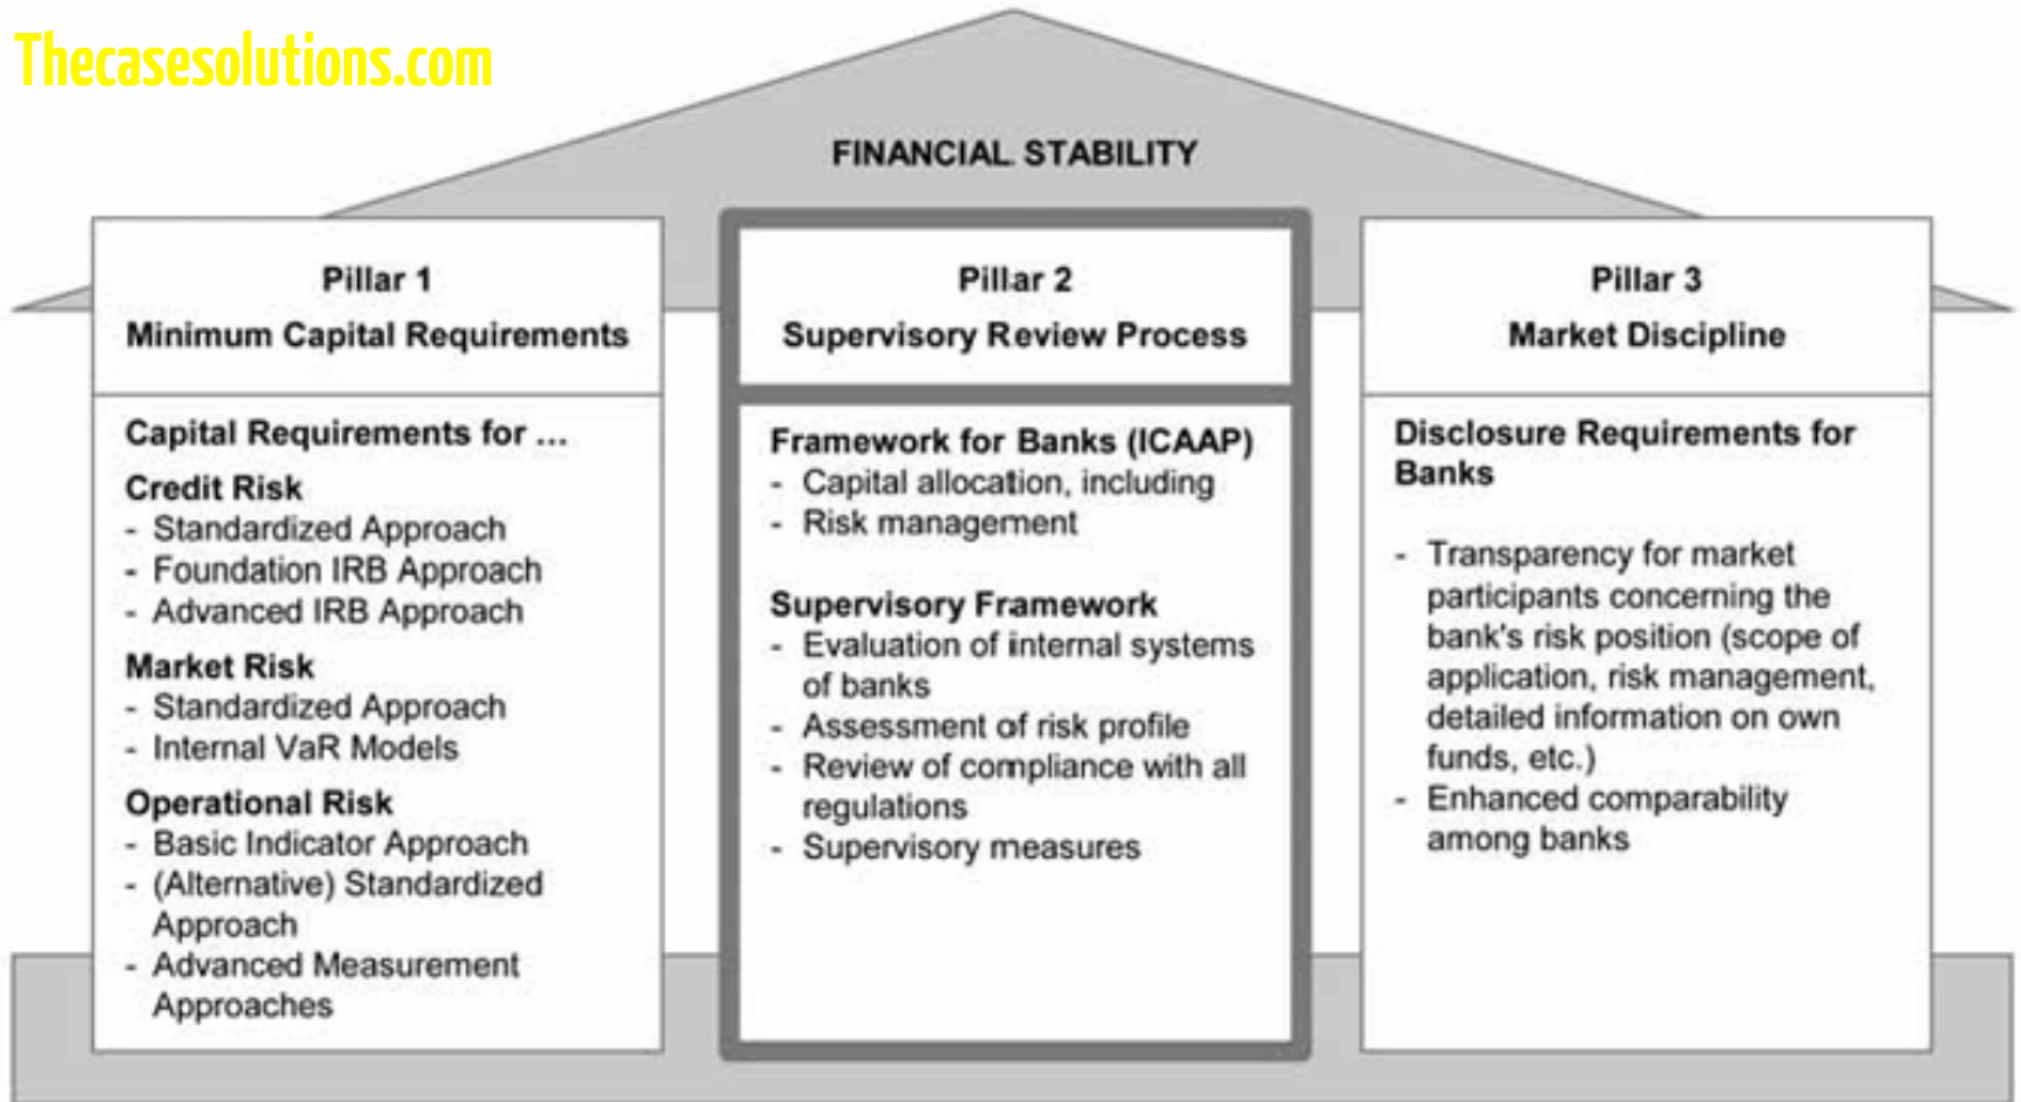 Thecasesolutions.com
FINANCIAL STABILITY
Pillar 1
Minimum Capital Requirements
Capital Requirements for ...
Credit Risk
- Standardized Approach
- Foundation IRB Approach
- Advanced IRB Approach
Market Risk
- Standardized Approach
- Internal VaR Models
Operational Risk
- Basic Indicator Approach
- (Alternative) Standardized
Approach
- Advanced Measurement
Approaches
Pillar 2
Supervisory Review Process
Framework for Banks (ICAAP)
- Capital allocation, including
- Risk management
Supervisory Framework
- Evaluation of internal systems
of banks
- Assessment of risk profile
- Review of compliance with all
regulations
- Supervisory measures
Pillar 3
Market Discipline
Disclosure Requirements for
Banks
- Transparency for market
participants concerning the
bank's risk position (scope of
application, risk management,
detailed information on own
funds, etc.)
- Enhanced comparability
among banks